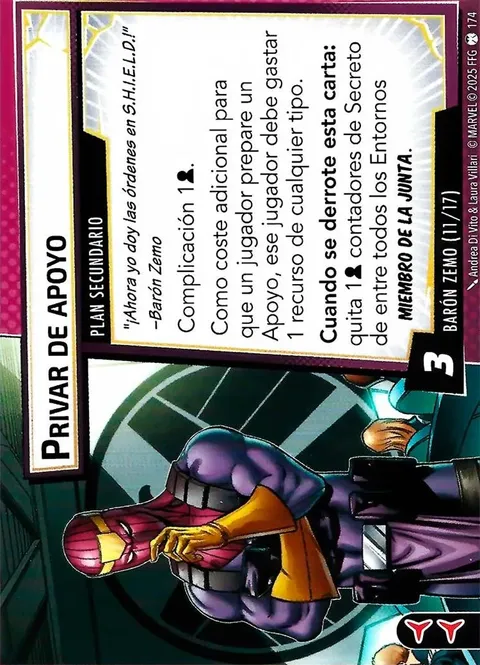 PRIVAR DE APOYO
PLAN SECUNDARIO
"¡Ahora yo doy las órdenes en S.H.I.E.L.D.!"
–Barón Zemo
Complicación 1.
Como coste adicional para
que un jugador prepare un
Apoyo, ese jugador debe gastar
1 recurso de cualquier tipo.
Cuando se derrote esta carta:
quita 1 contadores de Secreto
de entre todos los Entornos
MIEMBRO DE LA JUNTA.
3
BARÓN ZEMO (11/17)
Andrea Di Vito & Laura Villari © MARVEL © 2025 FFG 174